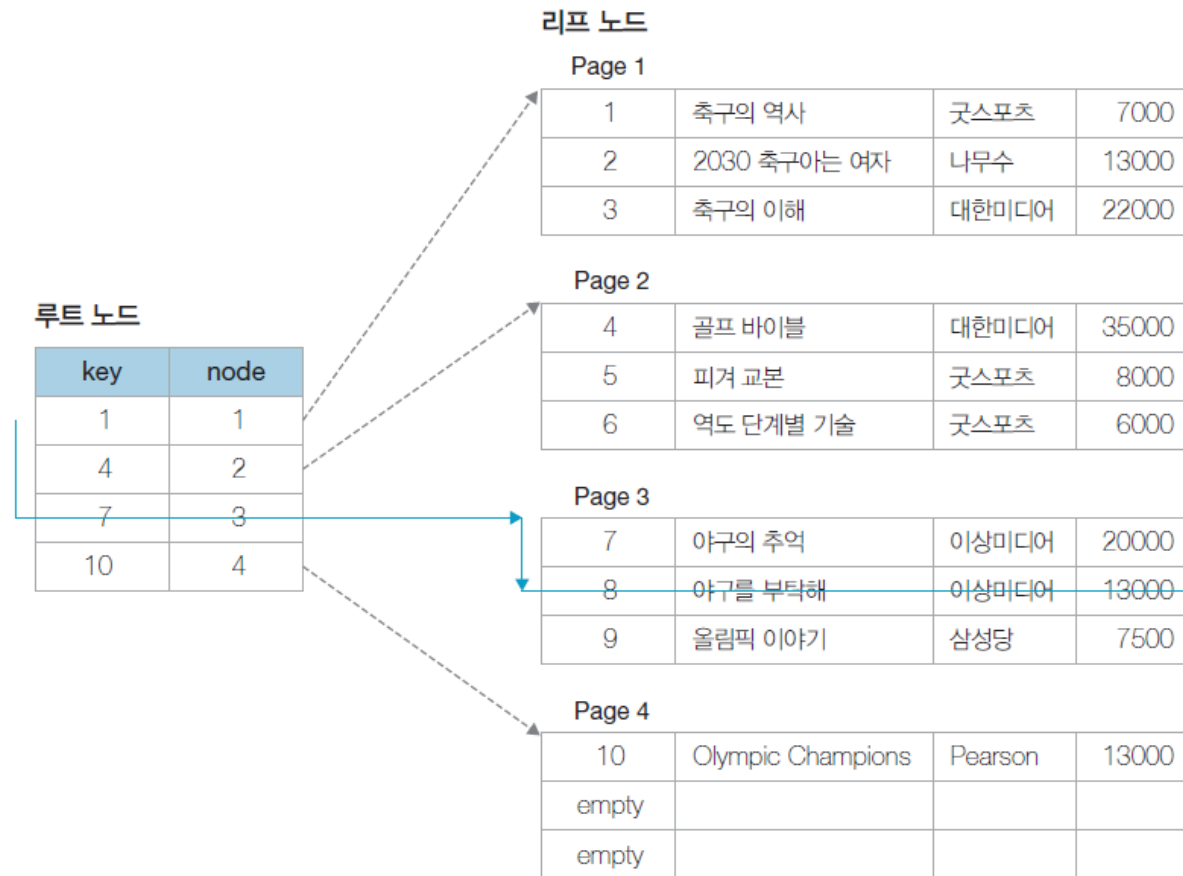 리프 노드
Page 1
1 축구의 역사 굿스포츠 7000
2 2030 축구아는 여자 나무수 13000
3 축구의 이해 대한미디어 22000
Page 2
4 골프 바이블 대한미디어 35000
5 피겨 교본 굿스포츠 8000
6 역도 단계별 기술 굿스포츠 6000
루트 노드
key node
1 1
4 2
7 3
10 4
Page 3
7 야구의 추억 이상미디어 20000
8 야구를 부탁해 이상미디어 13000
9 올림픽 이야기 삼성당 7500
Page 4
10 Olympic Champions Pearson 13000
empty
empty